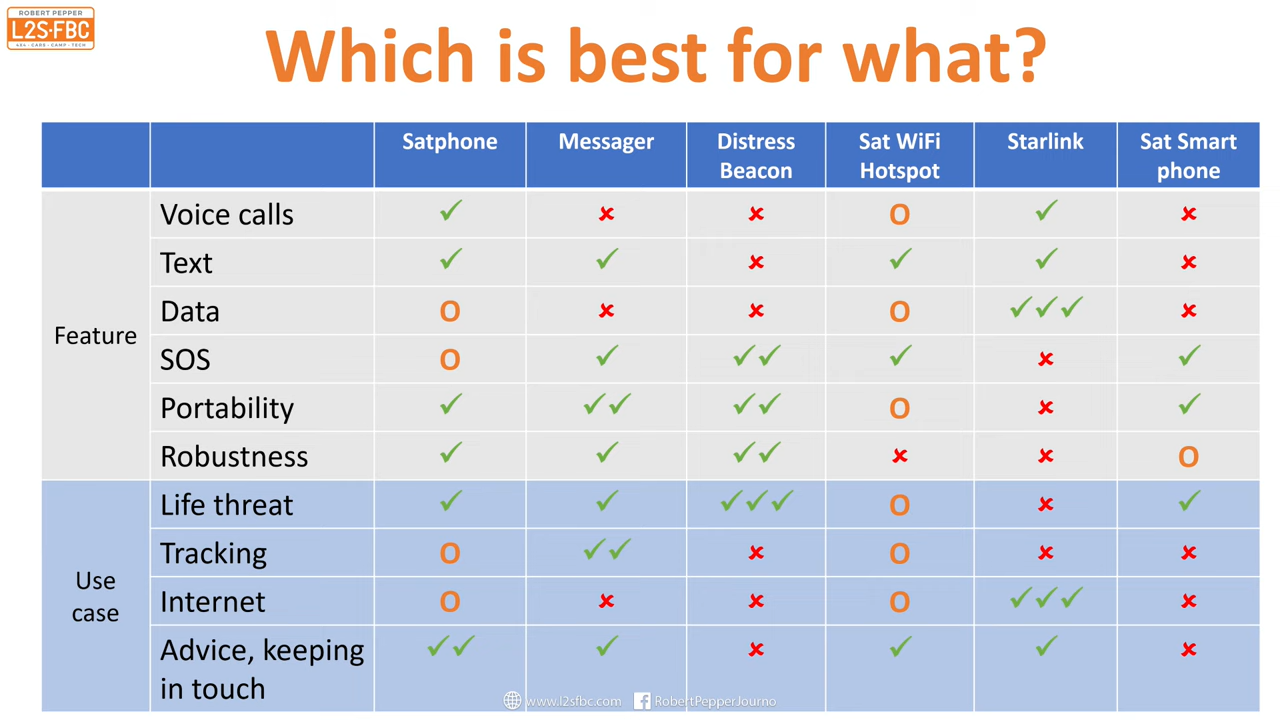 ROBERT PEPPER
L2S·FBC
4X4 · CARS · CAMP · TECH
Which is best for what?
Satphone Messager Distress Beacon Sat WiFi Hotspot Starlink Sat Smart phone
Feature
Voice calls ✓ ✘ ✘ O ✓ ✘
Text ✓ ✓ ✘ ✓ ✓ ✘
Data O ✘ ✘ O ✓✓✓ ✘
SOS O ✓ ✓✓ ✓ ✘ ✓
Portability ✓ ✓✓ ✓✓ O ✘ ✓
Robustness ✓ ✓ ✓✓ ✘ ✘ O
Use case
Life threat ✓ ✓ ✓✓✓ O ✘ ✓
Tracking O ✓✓ ✘ O ✘ ✘
Internet O ✘ ✘ O ✓✓✓ ✘
Advice, keeping in touch ✓✓ ✓ ✘ ✓ ✓ ✘
www.l2sfbc.com RobertPepperJourno